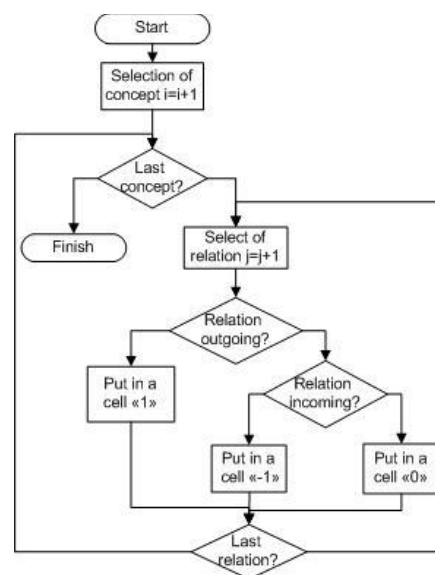 Start
Selection of
concept i=i+1
Last
concept?
Finish
Select of
relation j=j+1
Relation
outgoing?
Put in a
cell «1»
Relation
incoming?
Put in a
cell «-1»
Put in a
cell «0»
Last
relation?